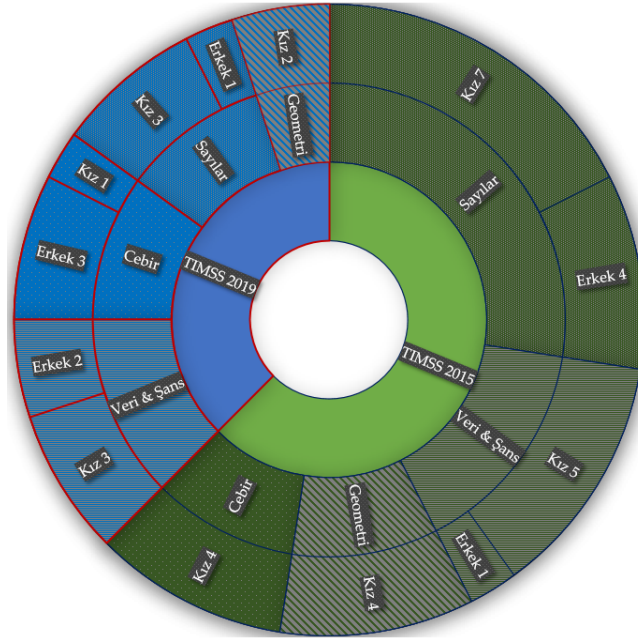 Kız 2
Erkek 1
Kız 3
Geometri
Sayılar
Kız 1
Erkek 3
Cebir
TIMSS 2019
Erkek 2
Veri & Şans
Kız 3
Kız 7
Sayılar
Erkek 4
TIMSS 2015
Veri & Şans
Kız 5
Erkek 1
Geometri
Kız 4
Cebir
Kız 4